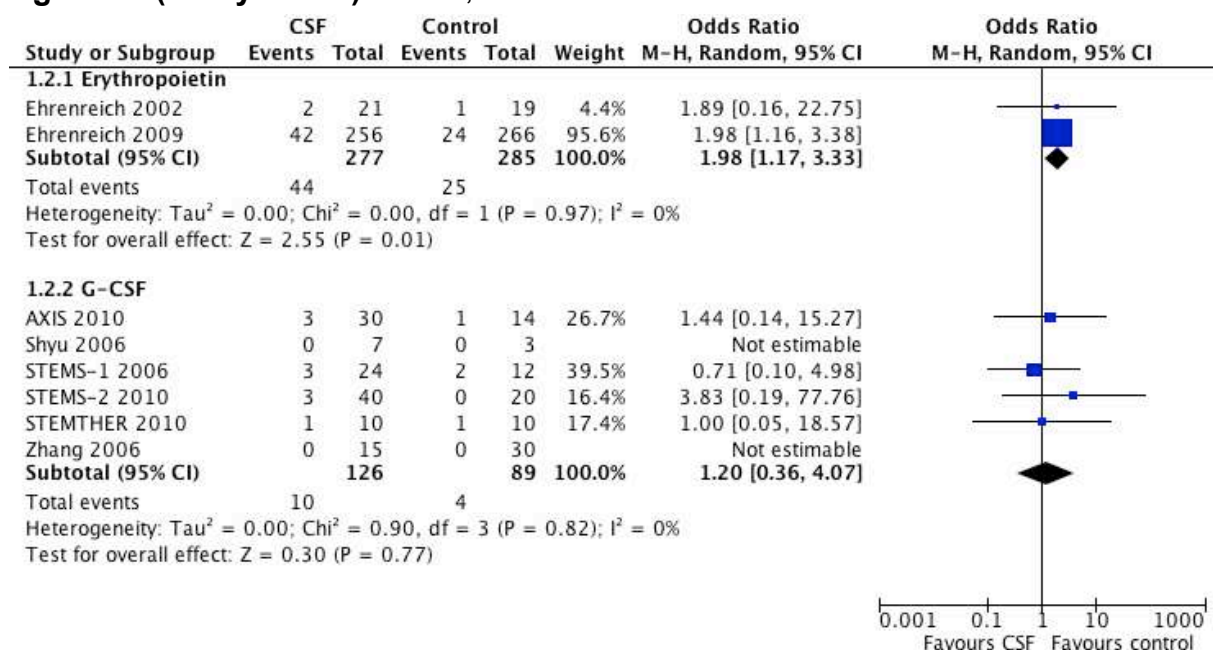 CSF Control Odds Ratio Odds Ratio
Study or Subgroup Events Total Events Total Weight M-H, Random, 95% CI M-H, Random, 95% CI
1.2.1 Erythropoietin
Ehrenreich 2002 2 21 1 19 4.4% 1.89 [0.16, 22.75]
Ehrenreich 2009 42 256 24 266 95.6% 1.98 [1.16, 3.38]
Subtotal (95% CI) 277 285 100.0% 1.98 [1.17, 3.33]
Total events 44 25
Heterogeneity: Tau² = 0.00; Chi² = 0.00, df = 1 (P = 0.97); I² = 0%
Test for overall effect: Z = 2.55 (P = 0.01)
1.2.2 G-CSF
AXIS 2010 3 30 1 14 26.7% 1.44 [0.14, 15.27]
Shyu 2006 0 7 0 3 Not estimable
STEMS-1 2006 3 24 2 12 39.5% 0.71 [0.10, 4.98]
STEMS-2 2010 3 40 0 20 16.4% 3.83 [0.19, 77.76]
STEMTHER 2010 1 10 1 10 17.4% 1.00 [0.05, 18.57]
Zhang 2006 0 15 0 30 Not estimable
Subtotal (95% CI) 126 89 100.0% 1.20 [0.36, 4.07]
Total events 10 4
Heterogeneity: Tau² = 0.00; Chi² = 0.90, df = 3 (P = 0.82); I² = 0%
Test for overall effect: Z = 0.30 (P = 0.77)
0.001 0.1 1 10 1000
Favours CSF Favours control